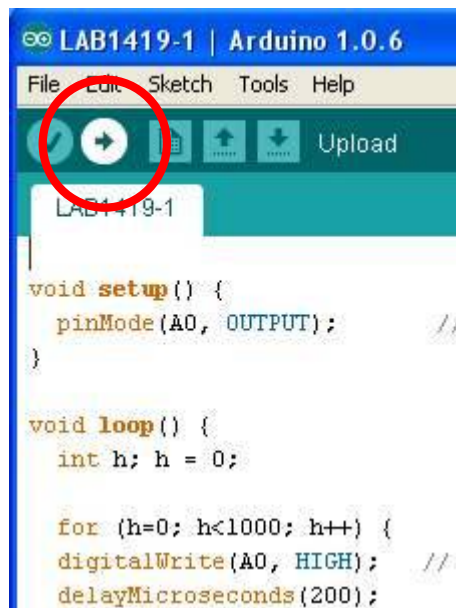 LAB1419-1 | Arduino 1.0.6
File Edit Sketch Tools Help
Upload
LAB1419-1
void setup() {
pinMode(A0, OUTPUT); //
}
void loop() {
int h; h = 0;
for (h=0; h<1000; h++) {
digitalWrite(A0, HIGH); //
delayMicroseconds(200);